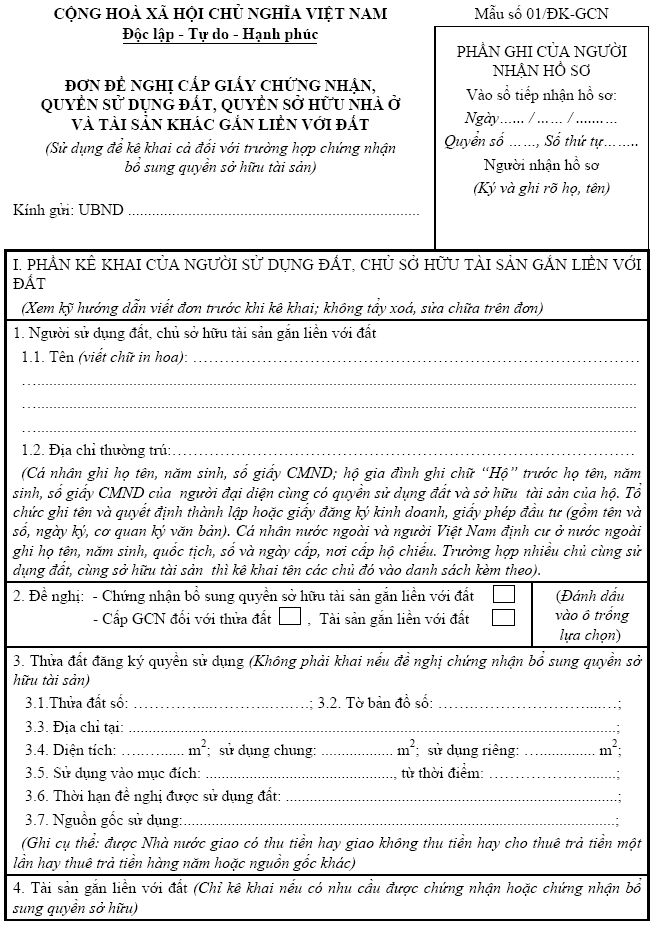 CỘNG HOÀ XÃ HỘI CHỦ NGHĨA VIỆT NAM
Độc lập - Tự do - Hạnh phúc
Mẫu số 01/ĐK-GCN
PHẦN GHI CỦA NGƯỜI
NHẬN HỒ SƠ
Vào sổ tiếp nhận hồ sơ:
Ngày...... / ...... / ..........
Quyển số ......, Số thứ tự........
Người nhận hồ sơ
(Ký và ghi rõ họ, tên)
ĐƠN ĐỀ NGHỊ CẤP GIẤY CHỨNG NHẬN,
QUYỀN SỬ DỤNG ĐẤT, QUYỀN SỞ HỮU NHÀ Ở
VÀ TÀI SẢN KHÁC GẮN LIỀN VỚI ĐẤT
(Sử dụng để kê khai cả đối với trường hợp chứng nhận
bổ sung quyền sở hữu tài sản)
Kính gửi: UBND .........................................................................
I. PHẦN KÊ KHAI CỦA NGƯỜI SỬ DỤNG ĐẤT, CHỦ SỞ HỮU TÀI SẢN GẮN LIỀN VỚI
ĐẤT
(Xem kỹ hướng dẫn viết đơn trước khi kê khai; không tẩy xoá, sửa chữa trên đơn)
1. Người sử dụng đất, chủ sở hữu tài sản gắn liền với đất
1.1. Tên (viết chữ in hoa): ……………………………………………………………………
…......................................................................................................................................................
…......................................................................................................................................................
…......................................................................................................................................................
1.2. Địa chỉ thường trú:……………………………………………………………………
(Cá nhân ghi họ tên, năm sinh, số giấy CMND; hộ gia đình ghi chữ “Hộ” trước họ tên, năm
sinh, số giấy CMND của người đại diện cùng có quyền sử dụng đất và sở hữu tài sản của hộ. Tổ
chức ghi tên và quyết định thành lập hoặc giấy đăng ký kinh doanh, giấy phép đầu tư (gồm tên và
số, ngày ký, cơ quan ký văn bản). Cá nhân nước ngoài và người Việt Nam định cư ở nước ngoài
ghi họ tên, năm sinh, quốc tịch, số và ngày cấp, nơi cấp hộ chiếu. Trường hợp nhiều chủ cùng sử
dụng đất, cùng sở hữu tài sản thì kê khai tên các chủ đó vào danh sách kèm theo).
2. Đề nghị: - Chứng nhận bổ sung quyền sở hữu tài sản gắn liền với đất
- Cấp GCN đối với thửa đất , Tài sản gắn liền với đất
(Đánh dấu
vào ô trống
lựa chọn)
3. Thửa đất đăng ký quyền sử dụng (Không phải khai nếu đề nghị chứng nhận bổ sung quyền sở
hữu tài sản)
3.1.Thửa đất số: …………..……….……….; 3.2. Tờ bản đồ số: ……………………...…;
3.3. Địa chỉ tại: ..........................................................................................................................;
3.4. Diện tích: …….….... m2; sử dụng chung: .................. m2; sử dụng riêng: …................ m2;
3.5. Sử dụng vào mục đích: ..............................................., từ thời điểm: …………….….......;
3.6. Thời hạn đề nghị được sử dụng đất: ...................................................................................;
3.7. Nguồn gốc sử dụng:............................................................................................................;
(Ghi cụ thể: được Nhà nước giao có thu tiền hay giao không thu tiền hay cho thuê trả tiền một
lần hay thuê trả tiền hàng năm hoặc nguồn gốc khác)
4. Tài sản gắn liền với đất (Chỉ kê khai nếu có nhu cầu được chứng nhận hoặc chứng nhận bổ
sung quyền sở hữu)